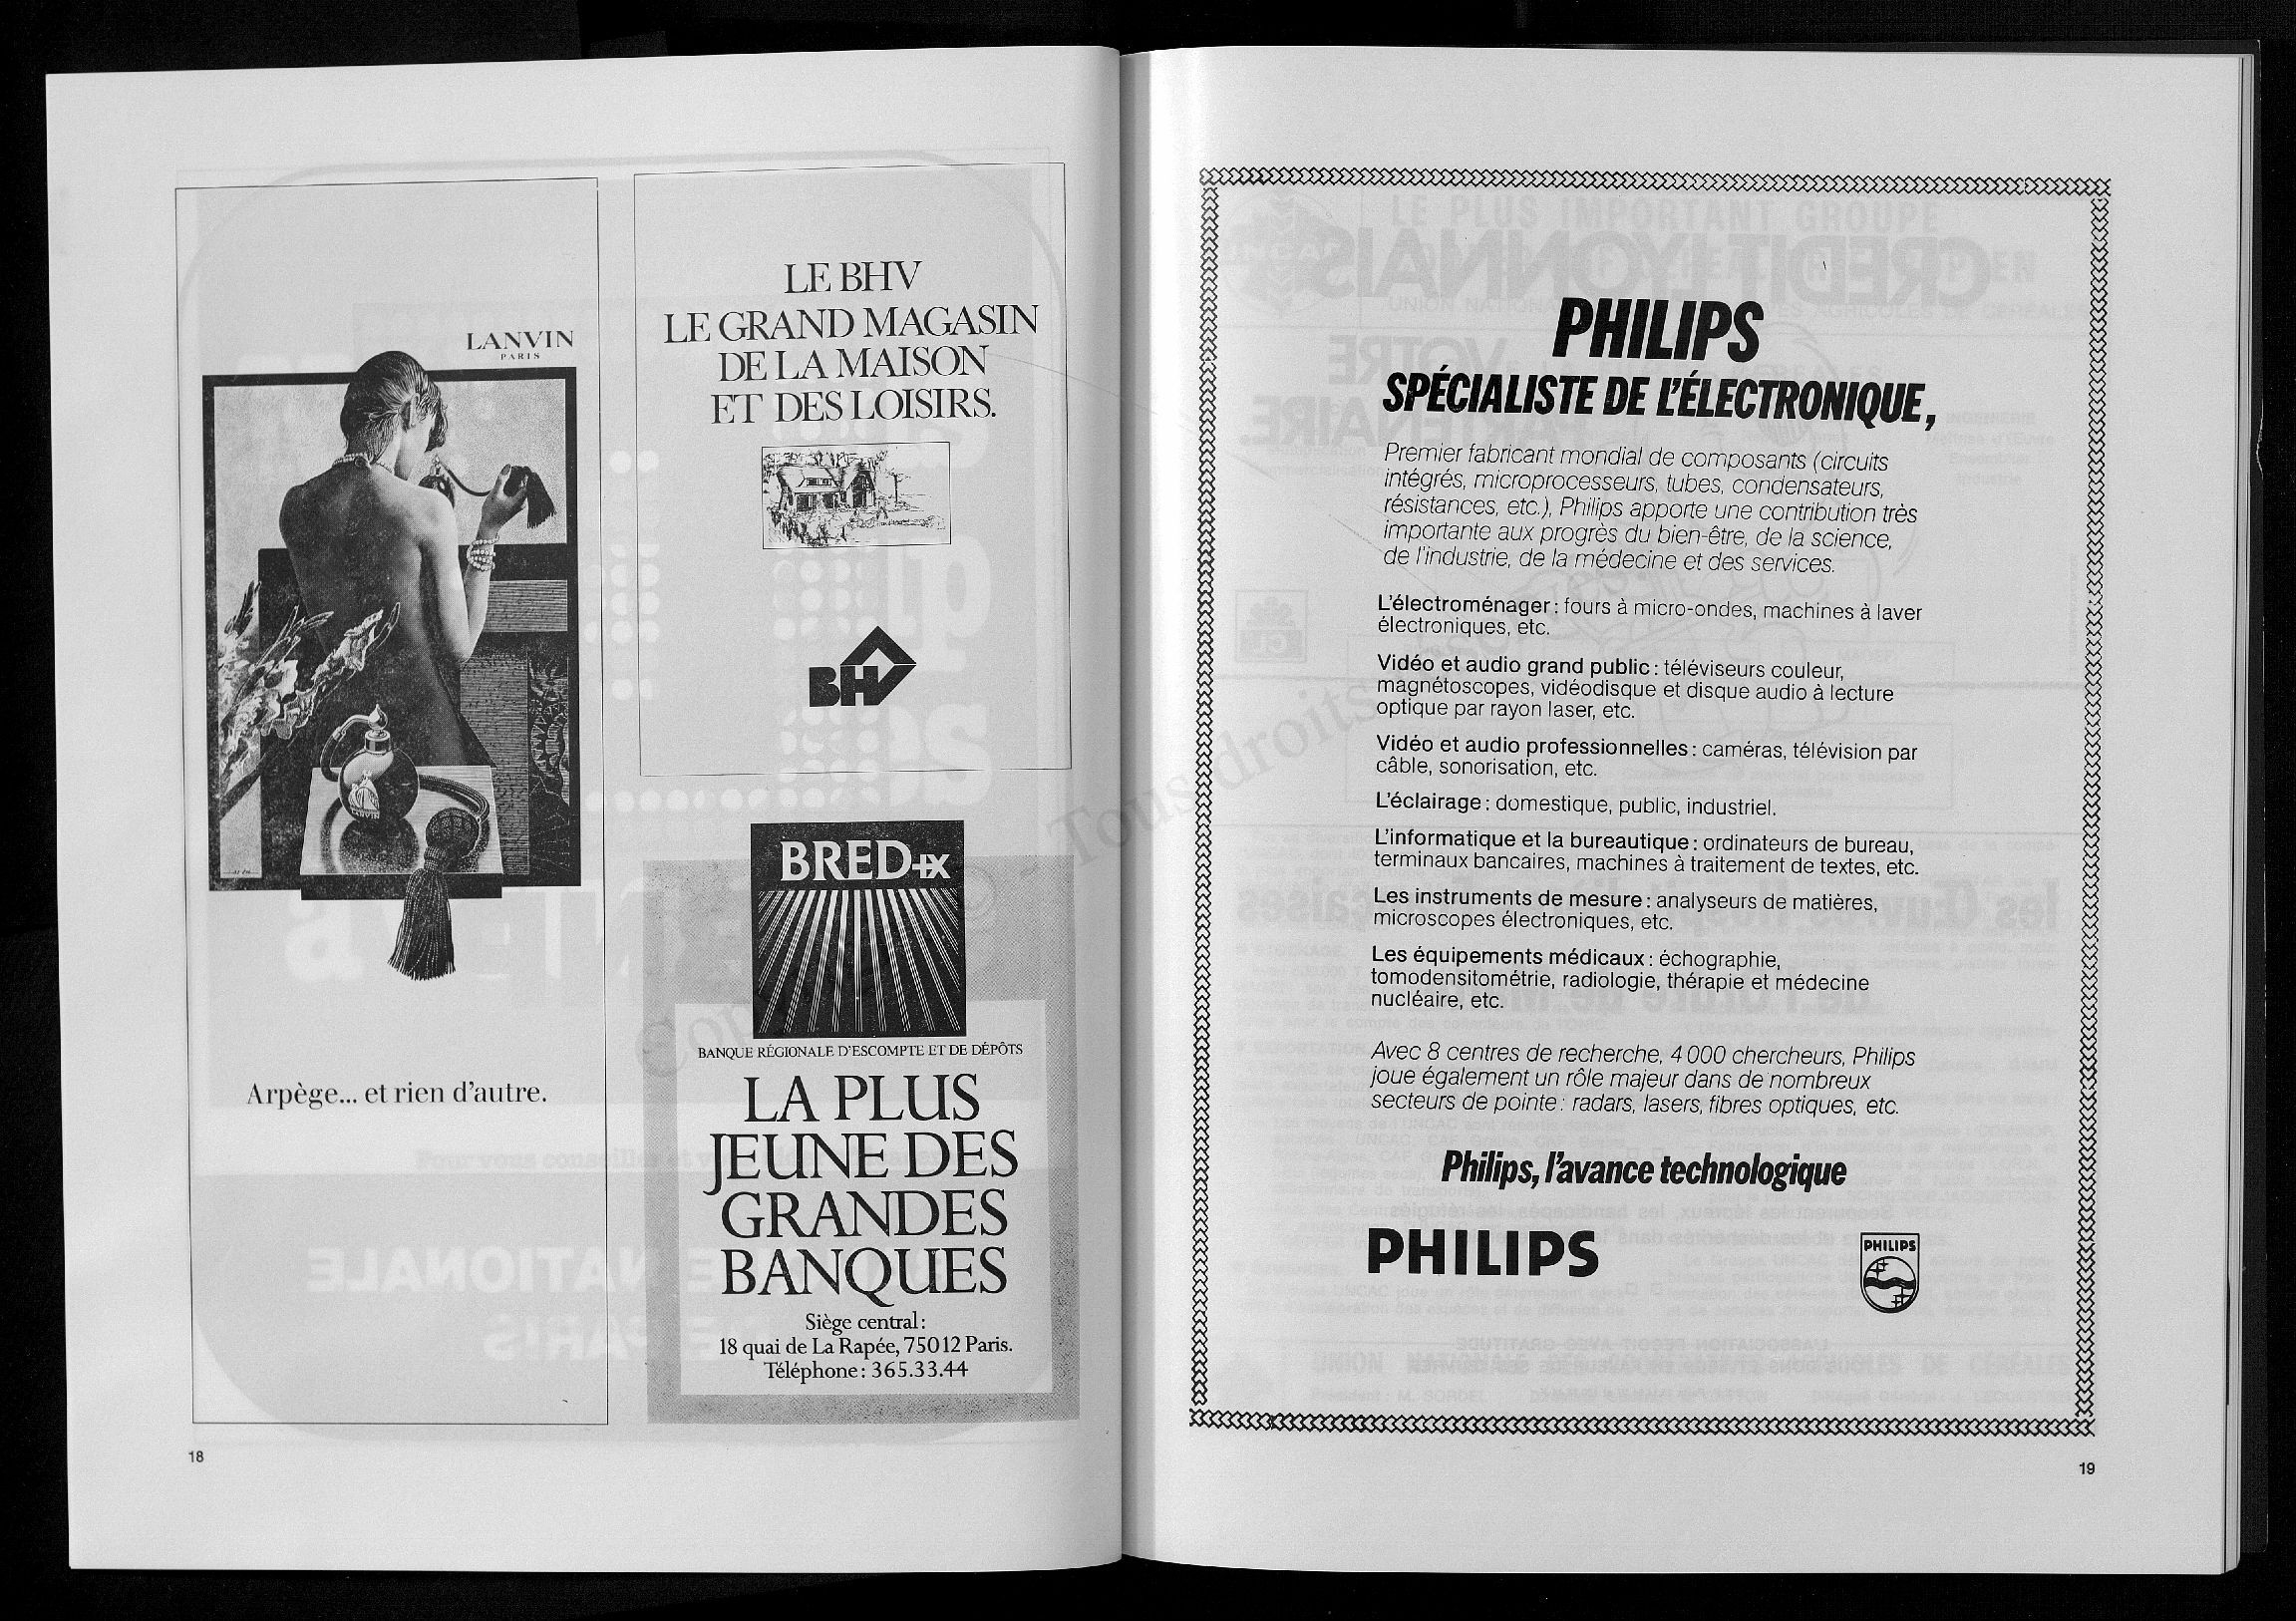 LANVIN
PARIS
LANVIN
Arpège... et rien d'autre.
LE BHV
LE GRAND MAGASIN
DE LA MAISON
ET DES LOISIRS.
BHV
BRED
BANQUE RÉGIONALE D'ESCOMPTE ET DE DÉPÔTS
LA PLUS
JEUNE DES
GRANDES
BANQUES
Siège central:
18 quai de La Rapée, 75012 Paris.
Téléphone: 365.33.44
18
PHILIPS
SPÉCIALISTE DE L'ÉLECTRONIQUE,
Premier fabricant mondial de composants (circuits
intégrés, microprocesseurs, tubes, condensateurs,
résistances, etc.), Philips apporte une contribution très
importante aux progrès du bien-être, de la science,
de l'industrie, de la médecine et des services.
L'électroménager : fours à micro-ondes, machines à laver
électroniques, etc.
Vidéo et audio grand public : téléviseurs couleur,
magnétoscopes, vidéodisque et disque audio à lecture
optique par rayon laser, etc.
Vidéo et audio professionnelles : caméras, télévision par
câble, sonorisation, etc.
L'éclairage : domestique, public, industriel.
L'informatique et la bureautique : ordinateurs de bureau,
terminaux bancaires, machines à traitement de textes, etc.
Les instruments de mesure : analyseurs de matières,
microscopes électroniques, etc.
Les équipements médicaux : échographie,
tomodensitométrie, radiologie, thérapie et médecine
nucléaire, etc.
Avec 8 centres de recherche, 4 000 chercheurs, Philips
joue également un rôle majeur dans de nombreux
secteurs de pointe : radars, lasers, fibres optiques, etc.
Philips, l'avance technologique
PHILIPS
PHILIPS
19